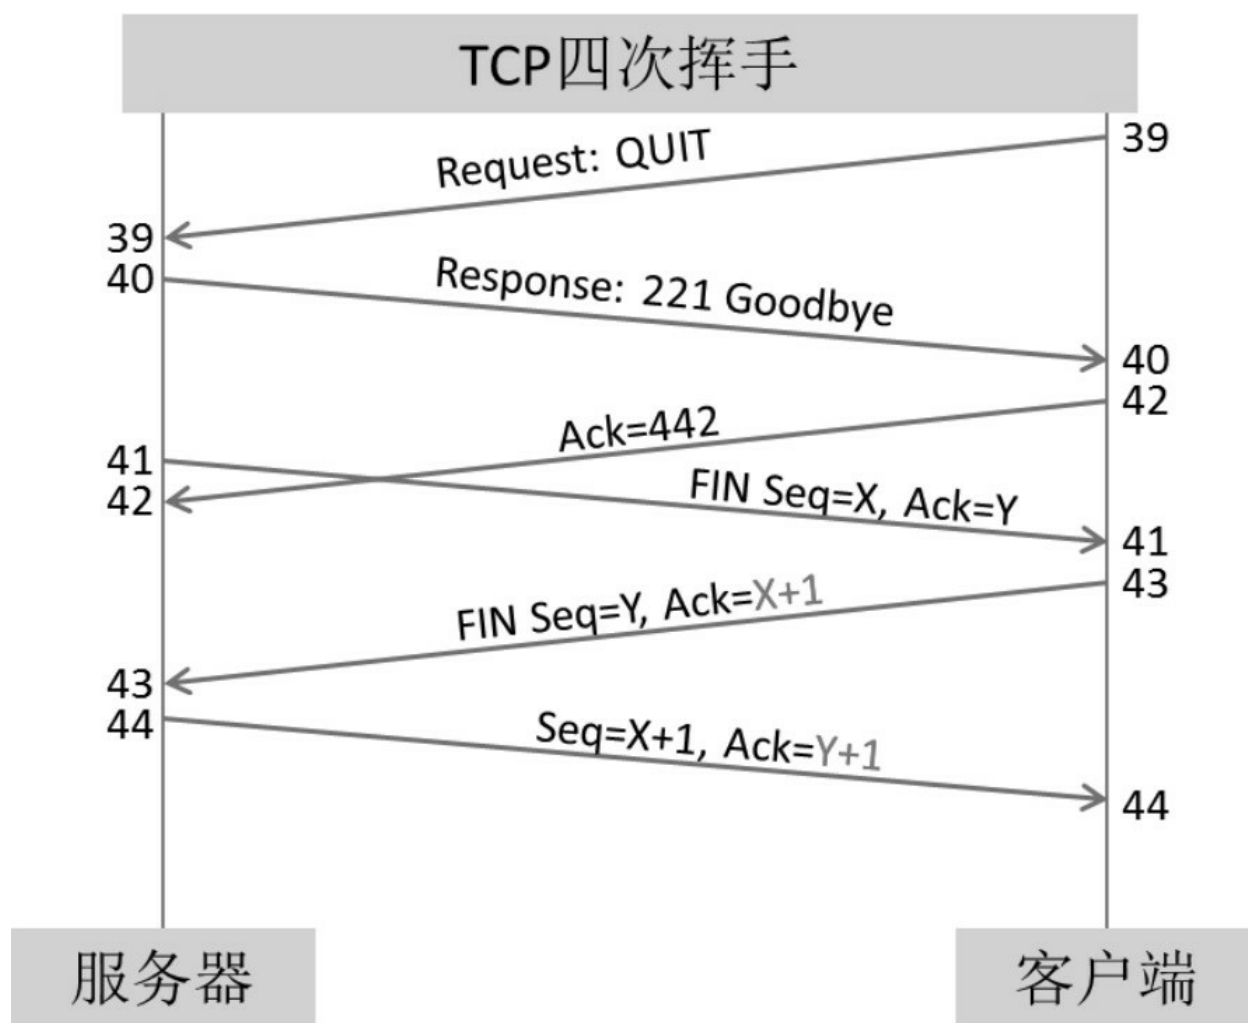 TCP四次挥手
39
Request: QUIT
39
40
Response: 221 Goodbye
40
42
Ack=442
41
42
FIN Seq=X, Ack=Y
41
43
FIN Seq=Y, Ack=X+1
43
44
Seq=X+1, Ack=Y+1
44
服务器
客户端